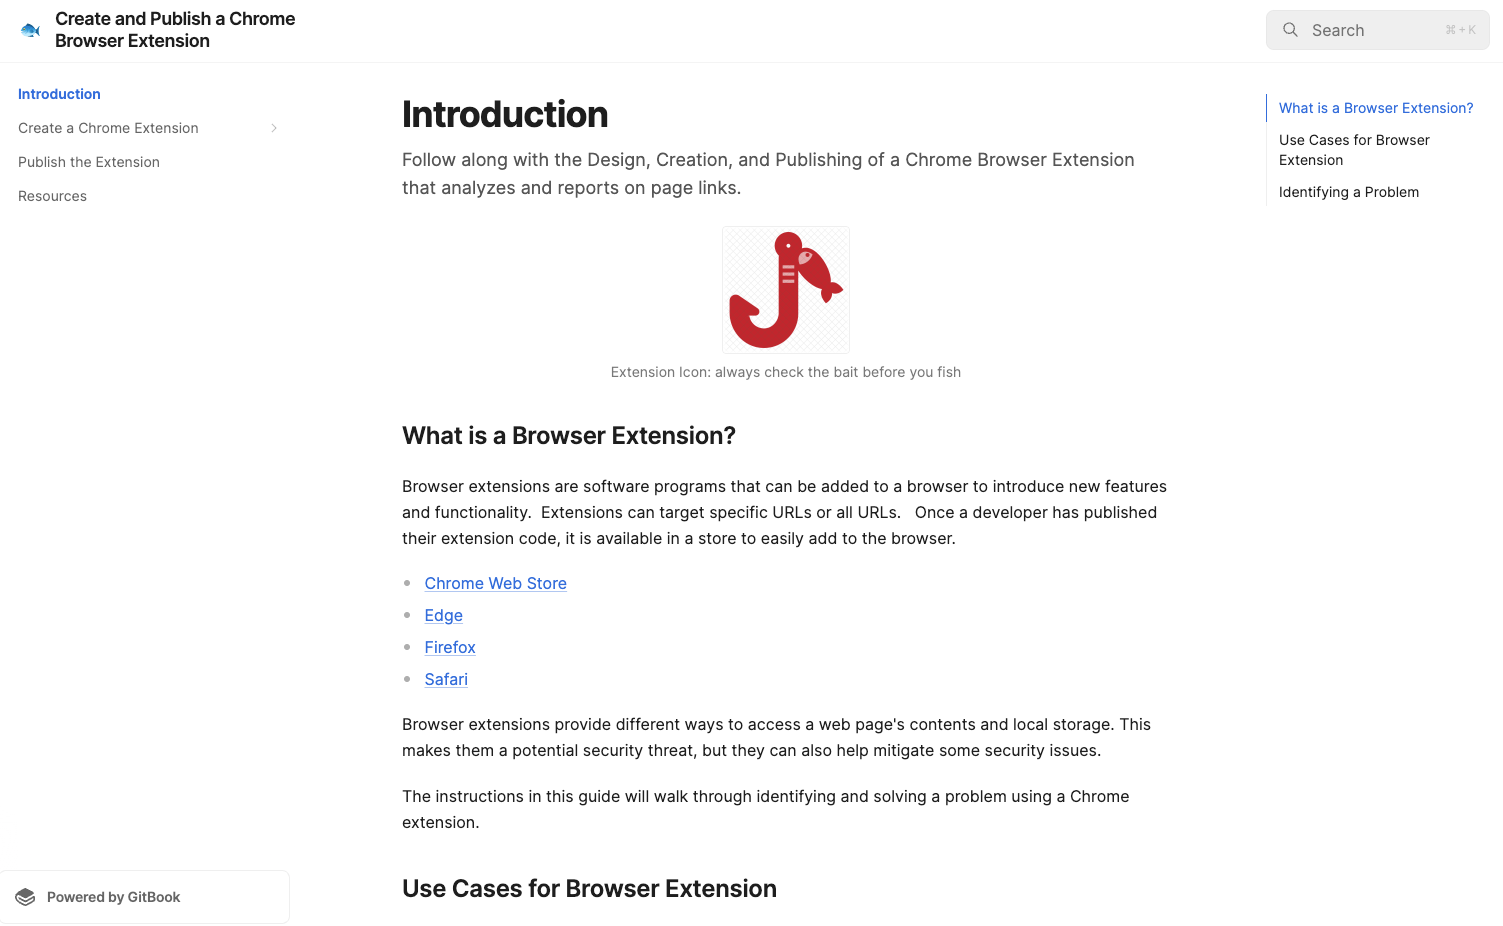 Create and Publish a Chrome
Browser Extension
Search
⌘ + K
Introduction
Create a Chrome Extension
Publish the Extension
Resources
Introduction
Follow along with the Design, Creation, and Publishing of a Chrome Browser Extension
that analyzes and reports on page links.
Extension Icon: always check the bait before you fish
What is a Browser Extension?
Browser extensions are software programs that can be added to a browser to introduce new features
and functionality.  Extensions can target specific URLs or all URLs.   Once a developer has published
their extension code, it is available in a store to easily add to the browser.
Chrome Web Store
Edge
Firefox
Safari
Browser extensions provide different ways to access a web page's contents and local storage. This
makes them a potential security threat, but they can also help mitigate some security issues.
The instructions in this guide will walk through identifying and solving a problem using a Chrome
extension.
Use Cases for Browser Extension
What is a Browser Extension?
Use Cases for Browser
Extension
Identifying a Problem
Powered by GitBook